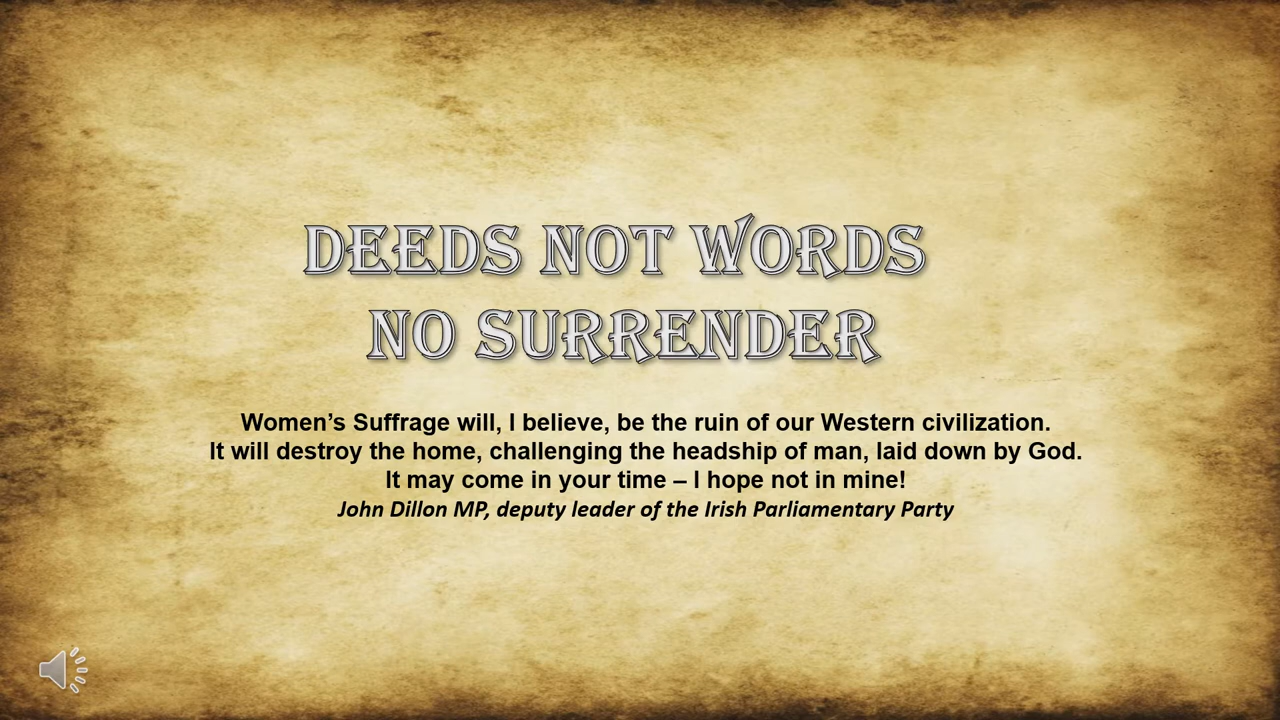 DEEDS NOT WORDS
NO SURRENDER
Women’s Suffrage will, I believe, be the ruin of our Western civilization.
It will destroy the home, challenging the headship of man, laid down by God.
It may come in your time – I hope not in mine!
John Dillon MP, deputy leader of the Irish Parliamentary Party